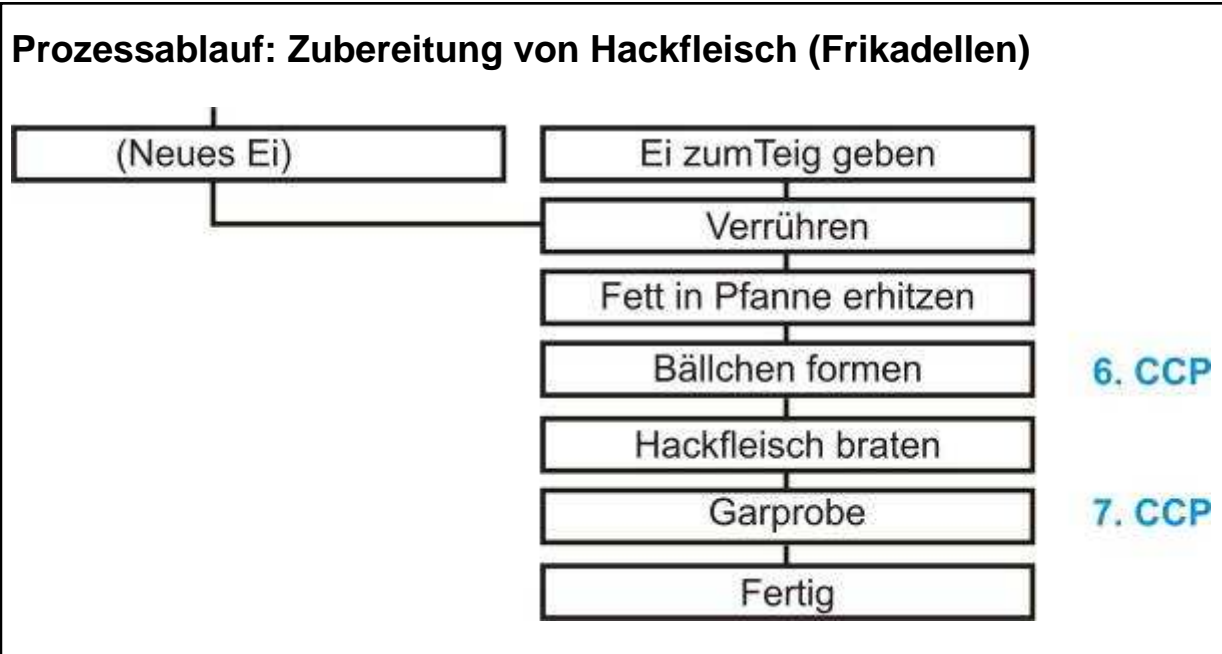 Prozessablauf: Zubereitung von Hackfleisch (Frikadellen)
(Neues Ei)
Ei zumTeig geben
Verrühren
Fett in Pfanne erhitzen
Bällchen formen
6. CCP
Hackfleisch braten
Garprobe
7. CCP
Fertig